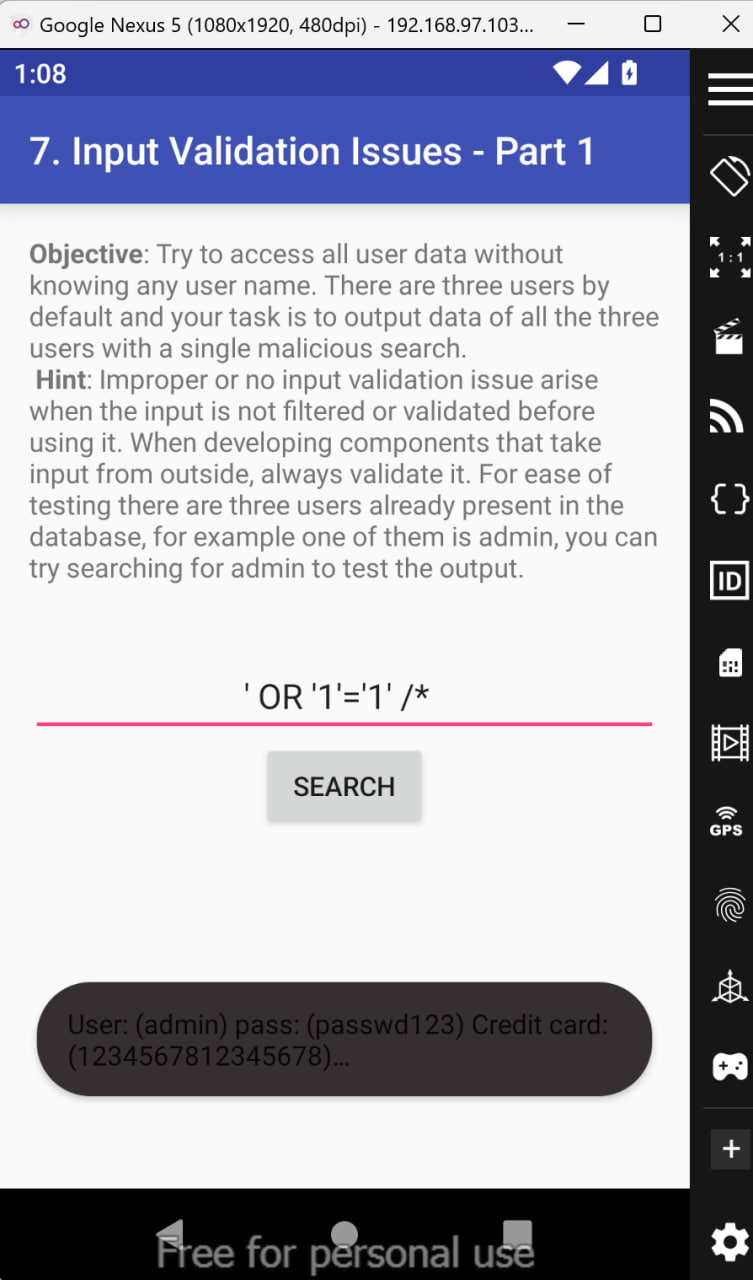 Google Nexus 5 (1080x1920, 480dpi) - 192.168.97.103...
1:08
7. Input Validation Issues - Part 1
Objective: Try to access all user data without
knowing any user name. There are three users by
default and your task is to output data of all the three
users with a single malicious search.
Hint: Improper or no input validation issue arise
when the input is not filtered or validated before
using it. When developing components that take
input from outside, always validate it. For ease of
testing there are three users already present in the
database, for example one of them is admin, you can
try searching for admin to test the output.
' OR '1'='1' /*
SEARCH
User: (admin) pass: (passwd123) Credit card:
(1234567812345678)...
Free for personal use
1:1
ID
GPS